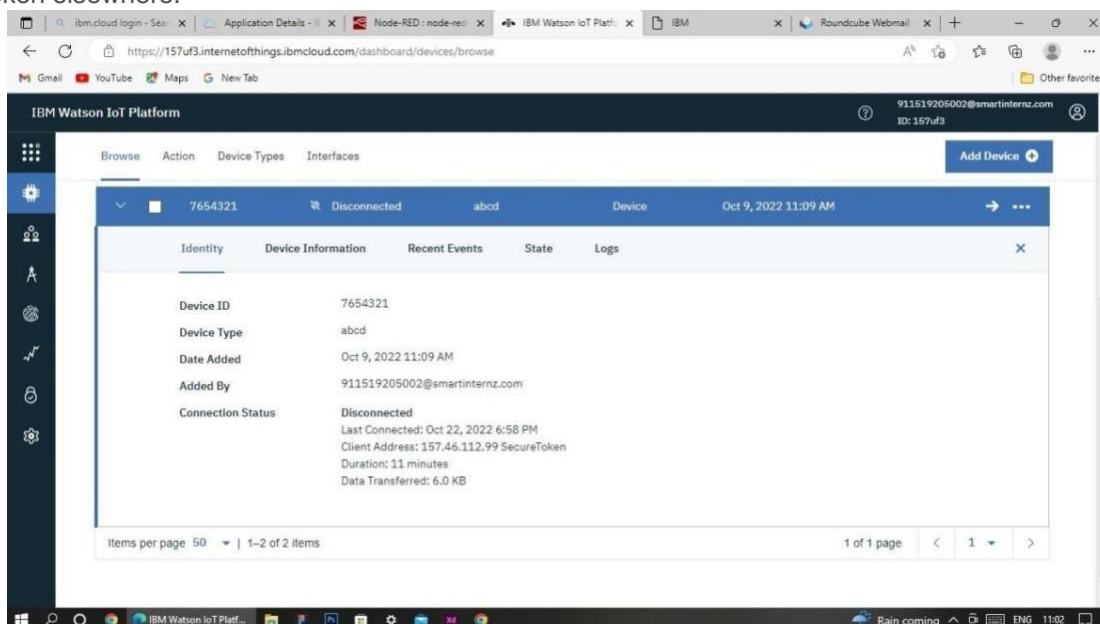 ken elsewhere.
ibm.cloud login - Sear
Application Details - I
Node-RED : node-red
IBM Watson IoT Platfo
IBM
Roundcube Webmail
https://157uf3.internetofthings.ibmcloud.com/dashboard/devices/browse
Gmail YouTube Maps New Tab Other favorite
IBM Watson IoT Platform
911519205002@smartinternz.com
ID: 157uf3
Browse Action Device Types Interfaces Add Device
7654321 Disconnected abcd Device Oct 9, 2022 11:09 AM
Identity Device Information Recent Events State Logs
Device ID 7654321
Device Type abcd
Date Added Oct 9, 2022 11:09 AM
Added By 911519205002@smartinternz.com
Connection Status Disconnected
Last Connected: Oct 22, 2022 6:58 PM
Client Address: 157.46.112.99 SecureToken
Duration: 11 minutes
Data Transferred: 6.0 KB
Items per page 50 | 1–2 of 2 items 1 of 1 page 1
IBM Watson IoT Platf... Rain coming ENG 11:02